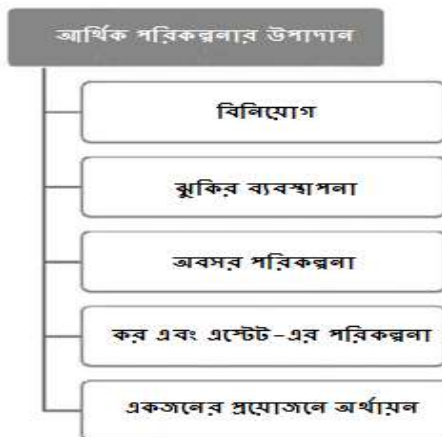 আর্থিক পরিকল্পনার উপাদান
বিনিয়োগ
ঝুকির ব্যবস্থাপনা
অবসর পরিকল্পনা
কর এবং এস্টেট-এর পরিকল্পনা
একজনের প্রয়োজনে অর্থায়ন